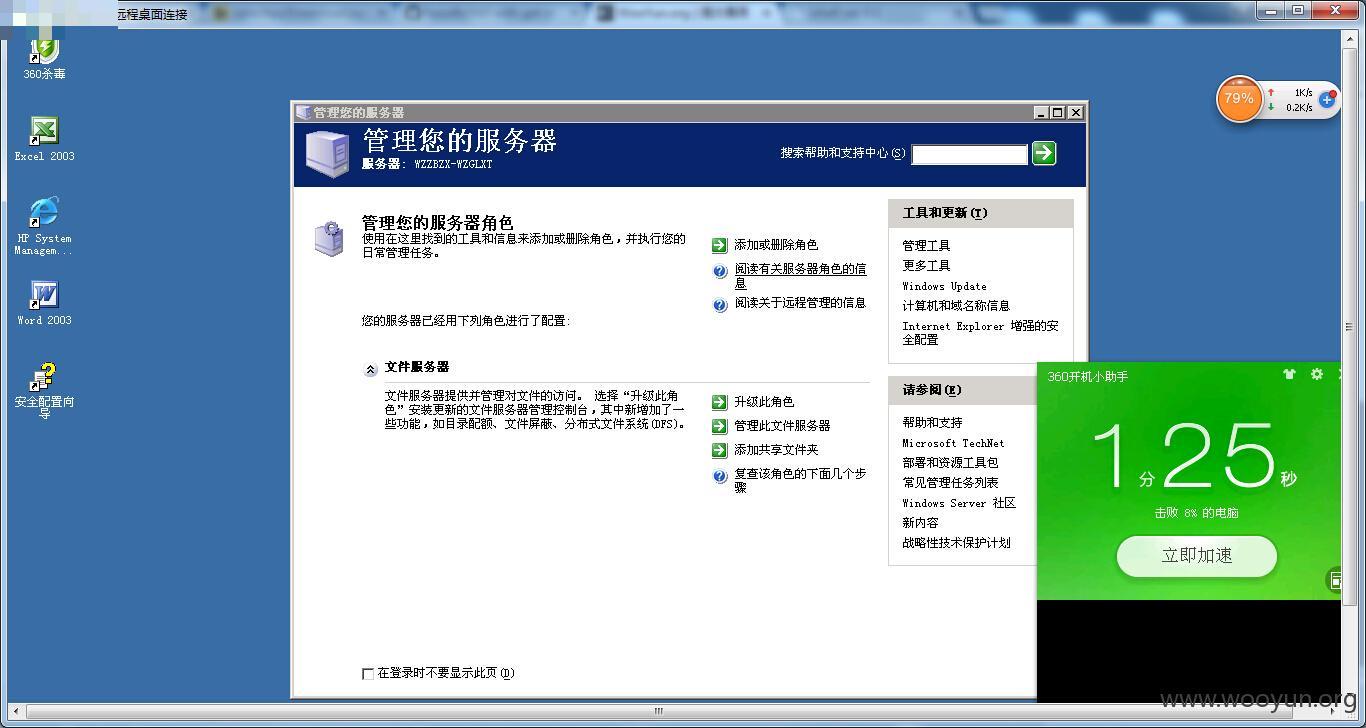 远程桌面连接
360杀毒
Excel 2003
HP System
Managem...
Word 2003
安全配置向
导
79%
1K/s
0.2K/s
管理您的服务器
管理您的服务器
服务器: WZZBZX-WZGLXT
搜索帮助和支持中心(S)
管理您的服务器角色
使用在这里找到的工具和信息来添加或删除角色，并执行您的
日常管理任务。
添加或删除角色
阅读有关服务器角色的信
息
阅读关于远程管理的信息
您的服务器已经用下列角色进行了配置:
文件服务器
文件服务器提供并管理对文件的访问。 选择“升级此角
色”安装更新的文件服务器管理控制台，其中新增加了一
些功能，如目录配额、文件屏蔽、分布式文件系统(DFS)。
升级此角色
管理此文件服务器
添加共享文件夹
复查该角色的下面几个步
骤
工具和更新(T)
管理工具
更多工具
Windows Update
计算机和域名称信息
Internet Explorer 增强的安
全配置
请参阅(E)
帮助和支持
Microsoft TechNet
部署和资源工具包
常见管理任务列表
Windows Server 社区
新内容
战略性技术保护计划
在登录时不要显示此页(D)
360开机小助手
1分25秒
击败 8% 的电脑
立即加速
www.wooyun.org